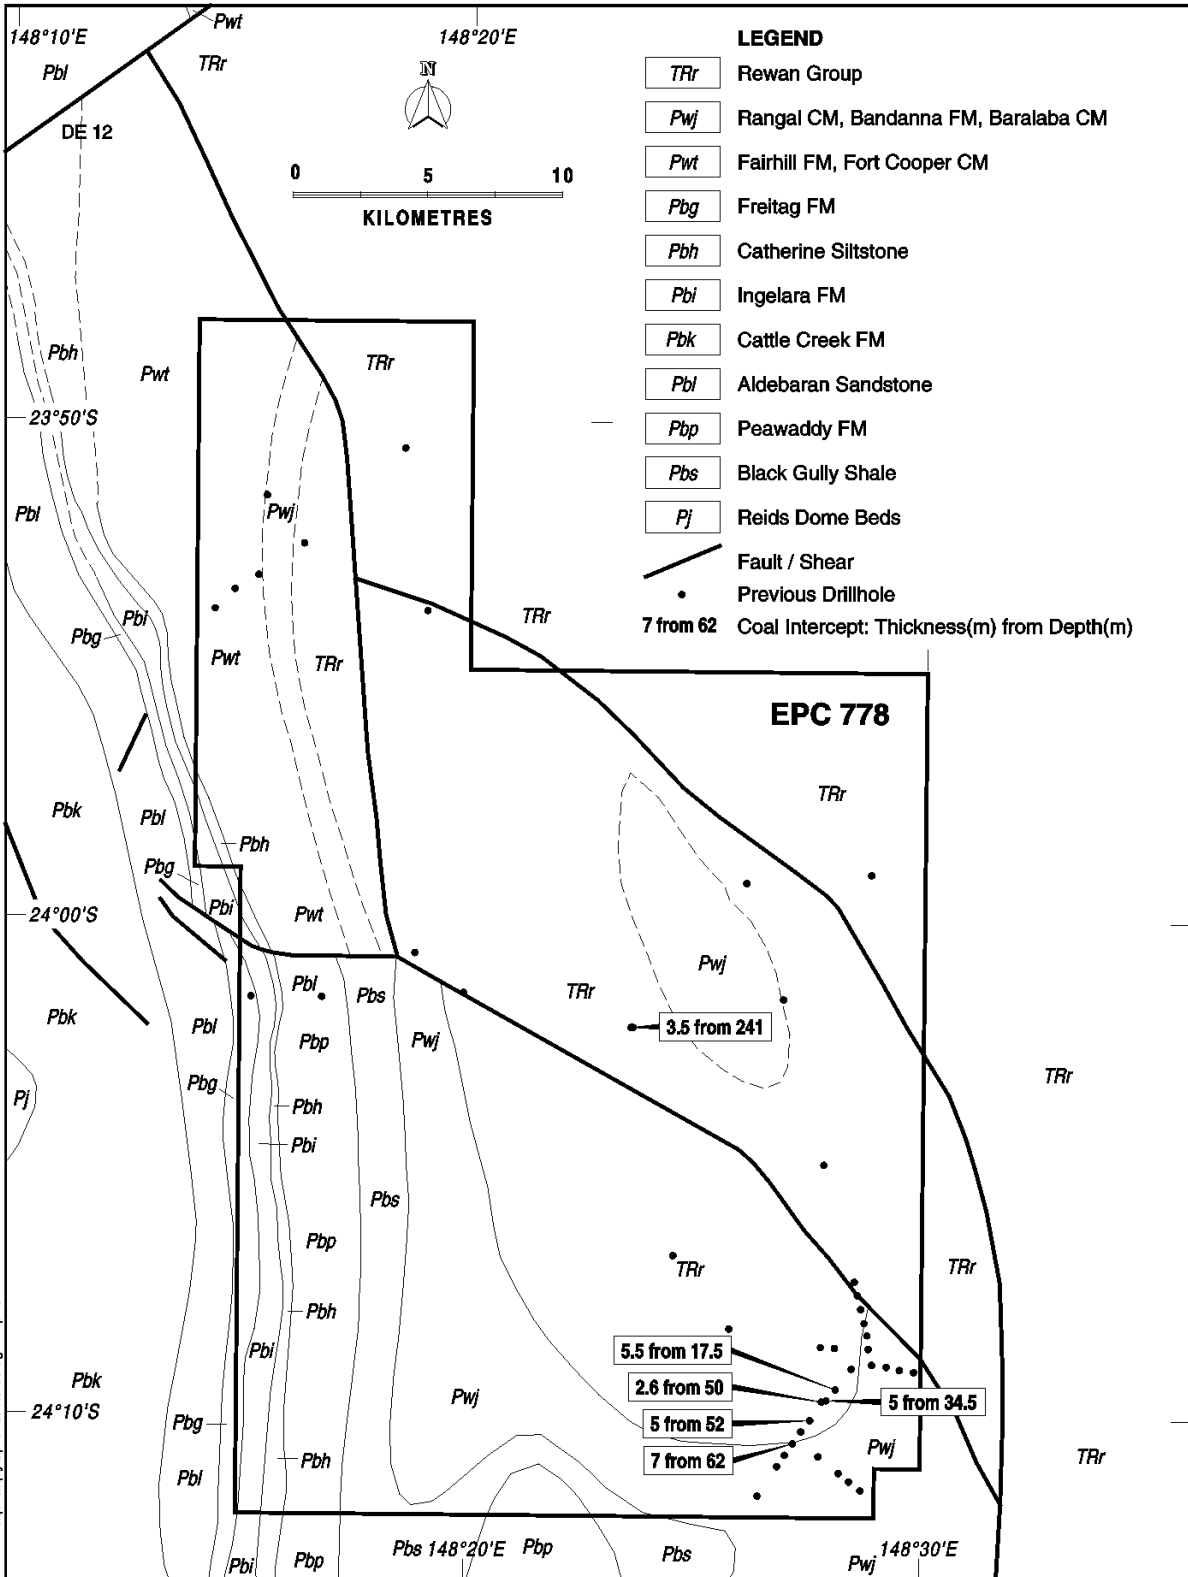 Pwt
148°10'E
148°20'E
LEGEND
Pbl
TRr
N
TRr Rewan Group
Pwj Rangal CM, Bandanna FM, Baralaba CM
DE 12
Pwt Fairhill FM, Fort Cooper CM
0 5 10
KILOMETRES
Pbg Freitag FM
Pbh Catherine Siltstone
Pbi Ingelara FM
Pbk Cattle Creek FM
Pbl Aldebaran Sandstone
Pbp Peawaddy FM
Pbs Black Gully Shale
Pj Reids Dome Beds
Fault / Shear
Previous Drillhole
7 from 62 Coal Intercept: Thickness(m) from Depth(m)
Pbh
Pwt
TRr
23°50'S
Pbl
Pwj
Pbi
Pbg
TRr
Pwt
TRr
EPC 778
TRr
Pbk
Pbl
Pbh
Pbg
Pbi
Pwt
24°00'S
Pwj
Pbl
Pbs
TRr
Pbk
Pbl
Pbp
Pwj
3.5 from 241
TRr
Pbg
Pj
Pbh
Pbi
Pbs
Pbp
TRr
TRr
Pbh
Pbi
5.5 from 17.5
Pbk
2.6 from 50
Pwj
5 from 34.5
24°10'S
Pbg
5 from 52
Pwj
Pbh
7 from 62
TRr
Pbl
Pbs
148°20'E
Pbp
Pbs
148°30'E
Pbi
Pbp
Pwj